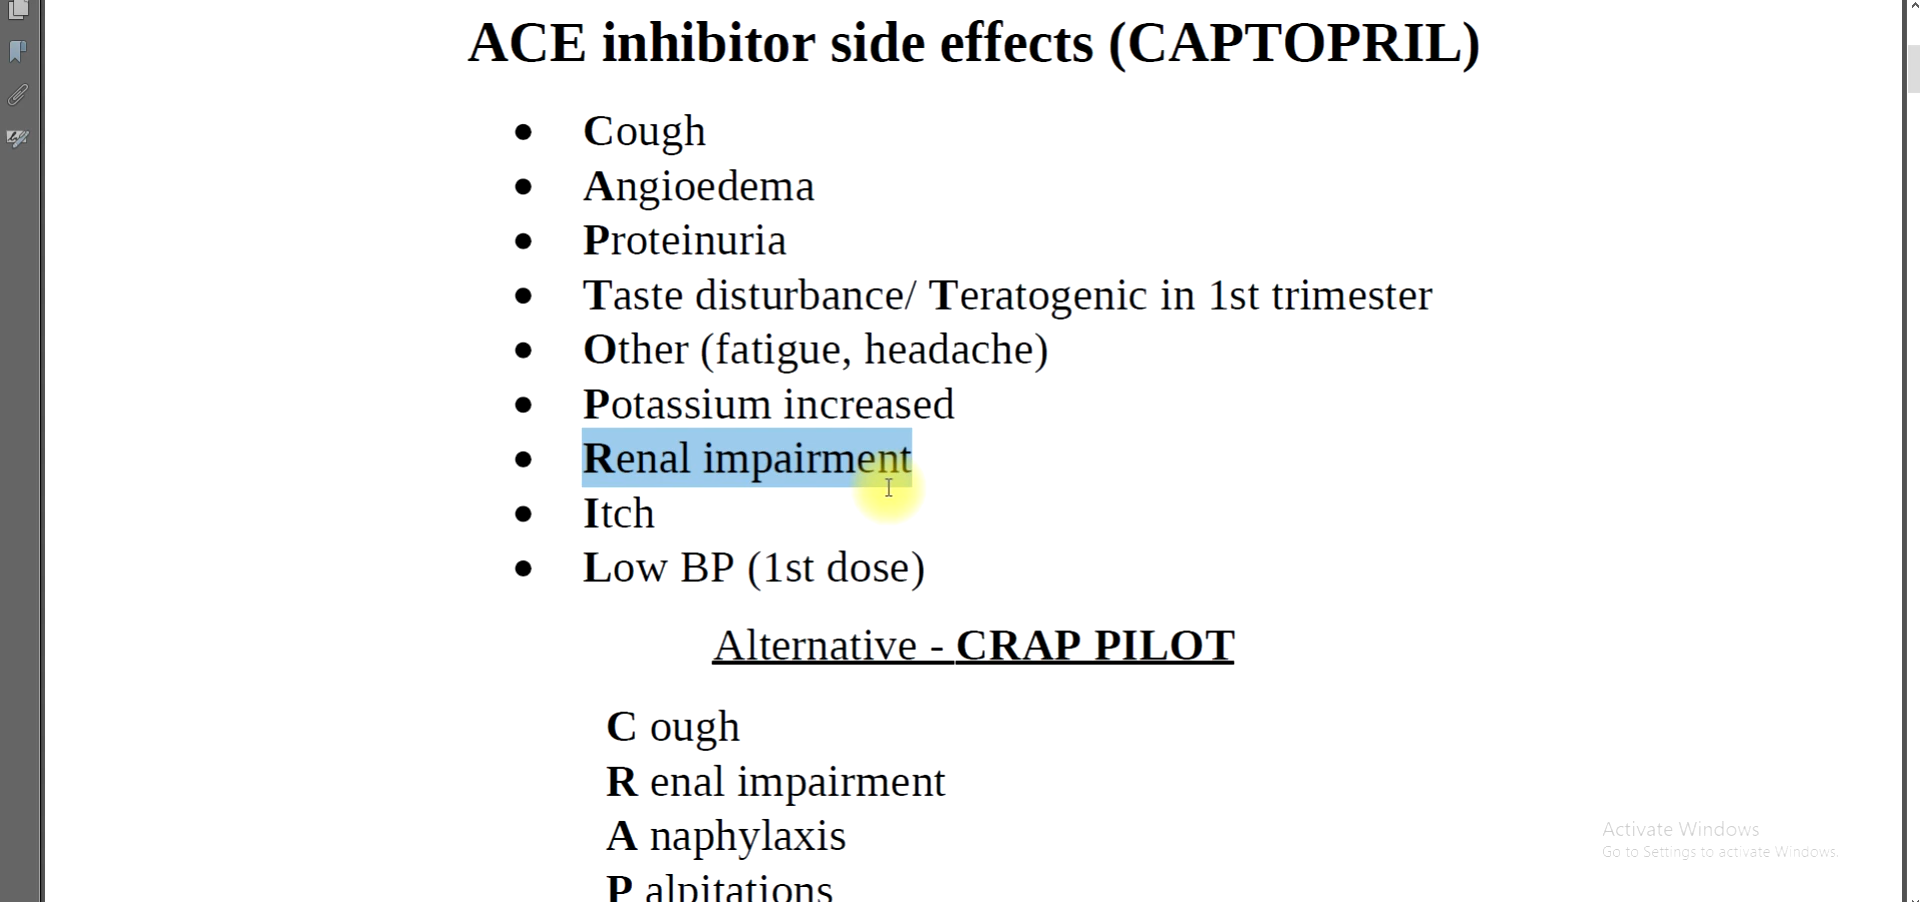 ACE inhibitor side effects (CAPTOPRIL)
Cough
Angioedema
Proteinuria
Taste disturbance/ Teratogenic in 1st trimester
Other (fatigue, headache)
Potassium increased
Renal impairment
Itch
Low BP (1st dose)
Alternative - CRAP PILOT
C ough
R enal impairment
A naphylaxis
P alpitations
Activate Windows
Go to Settings to activate Windows.